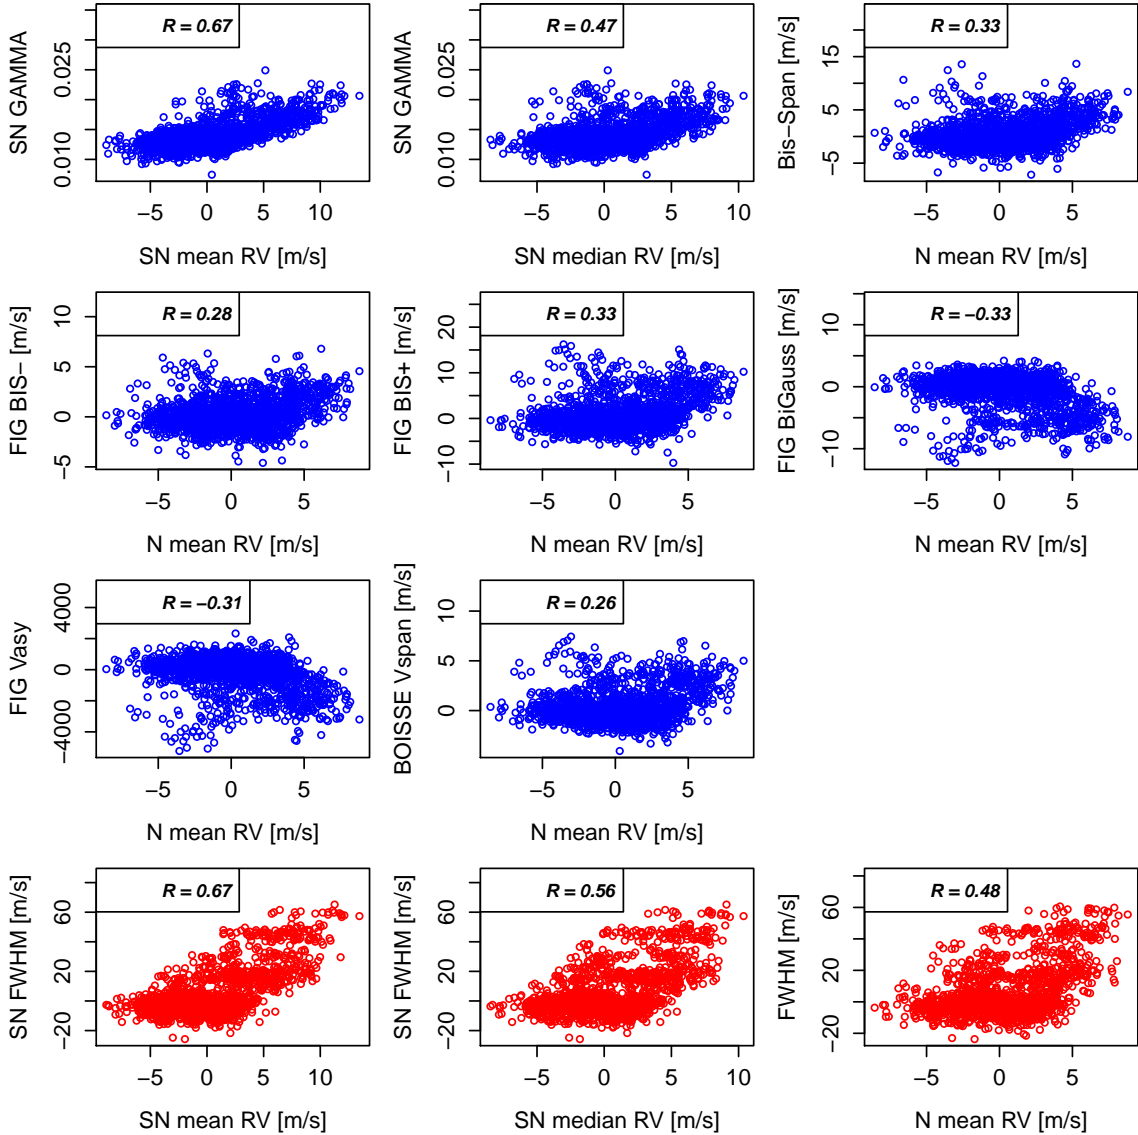 R = 0.67
SN GAMMA
0.010 0.025
−5 0 5 10
SN mean RV [m/s]
R = 0.47
SN GAMMA
0.010 0.025
−5 0 5 10
SN median RV [m/s]
R = 0.33
Bis−Span [m/s]
−5 5 15
−5 0 5
N mean RV [m/s]
R = 0.28
FIG BIS− [m/s]
−5 0 5 10
−5 0 5
N mean RV [m/s]
R = 0.33
FIG BIS+ [m/s]
−10 0 10 20
−5 0 5
N mean RV [m/s]
R = −0.33
FIG BiGauss [m/s]
−10 0 10
−5 0 5
N mean RV [m/s]
R = −0.31
FIG Vasy
−4000 0 4000
−5 0 5
N mean RV [m/s]
R = 0.26
BOISSE Vspan [m/s]
0 5 10
−5 0 5
N mean RV [m/s]
R = 0.67
SN FWHM [m/s]
−20 20 60
−5 0 5 10
SN mean RV [m/s]
R = 0.56
SN FWHM [m/s]
−20 20 60
−5 0 5 10
SN median RV [m/s]
R = 0.48
FWHM [m/s]
−20 20 60
−5 0 5
N mean RV [m/s]